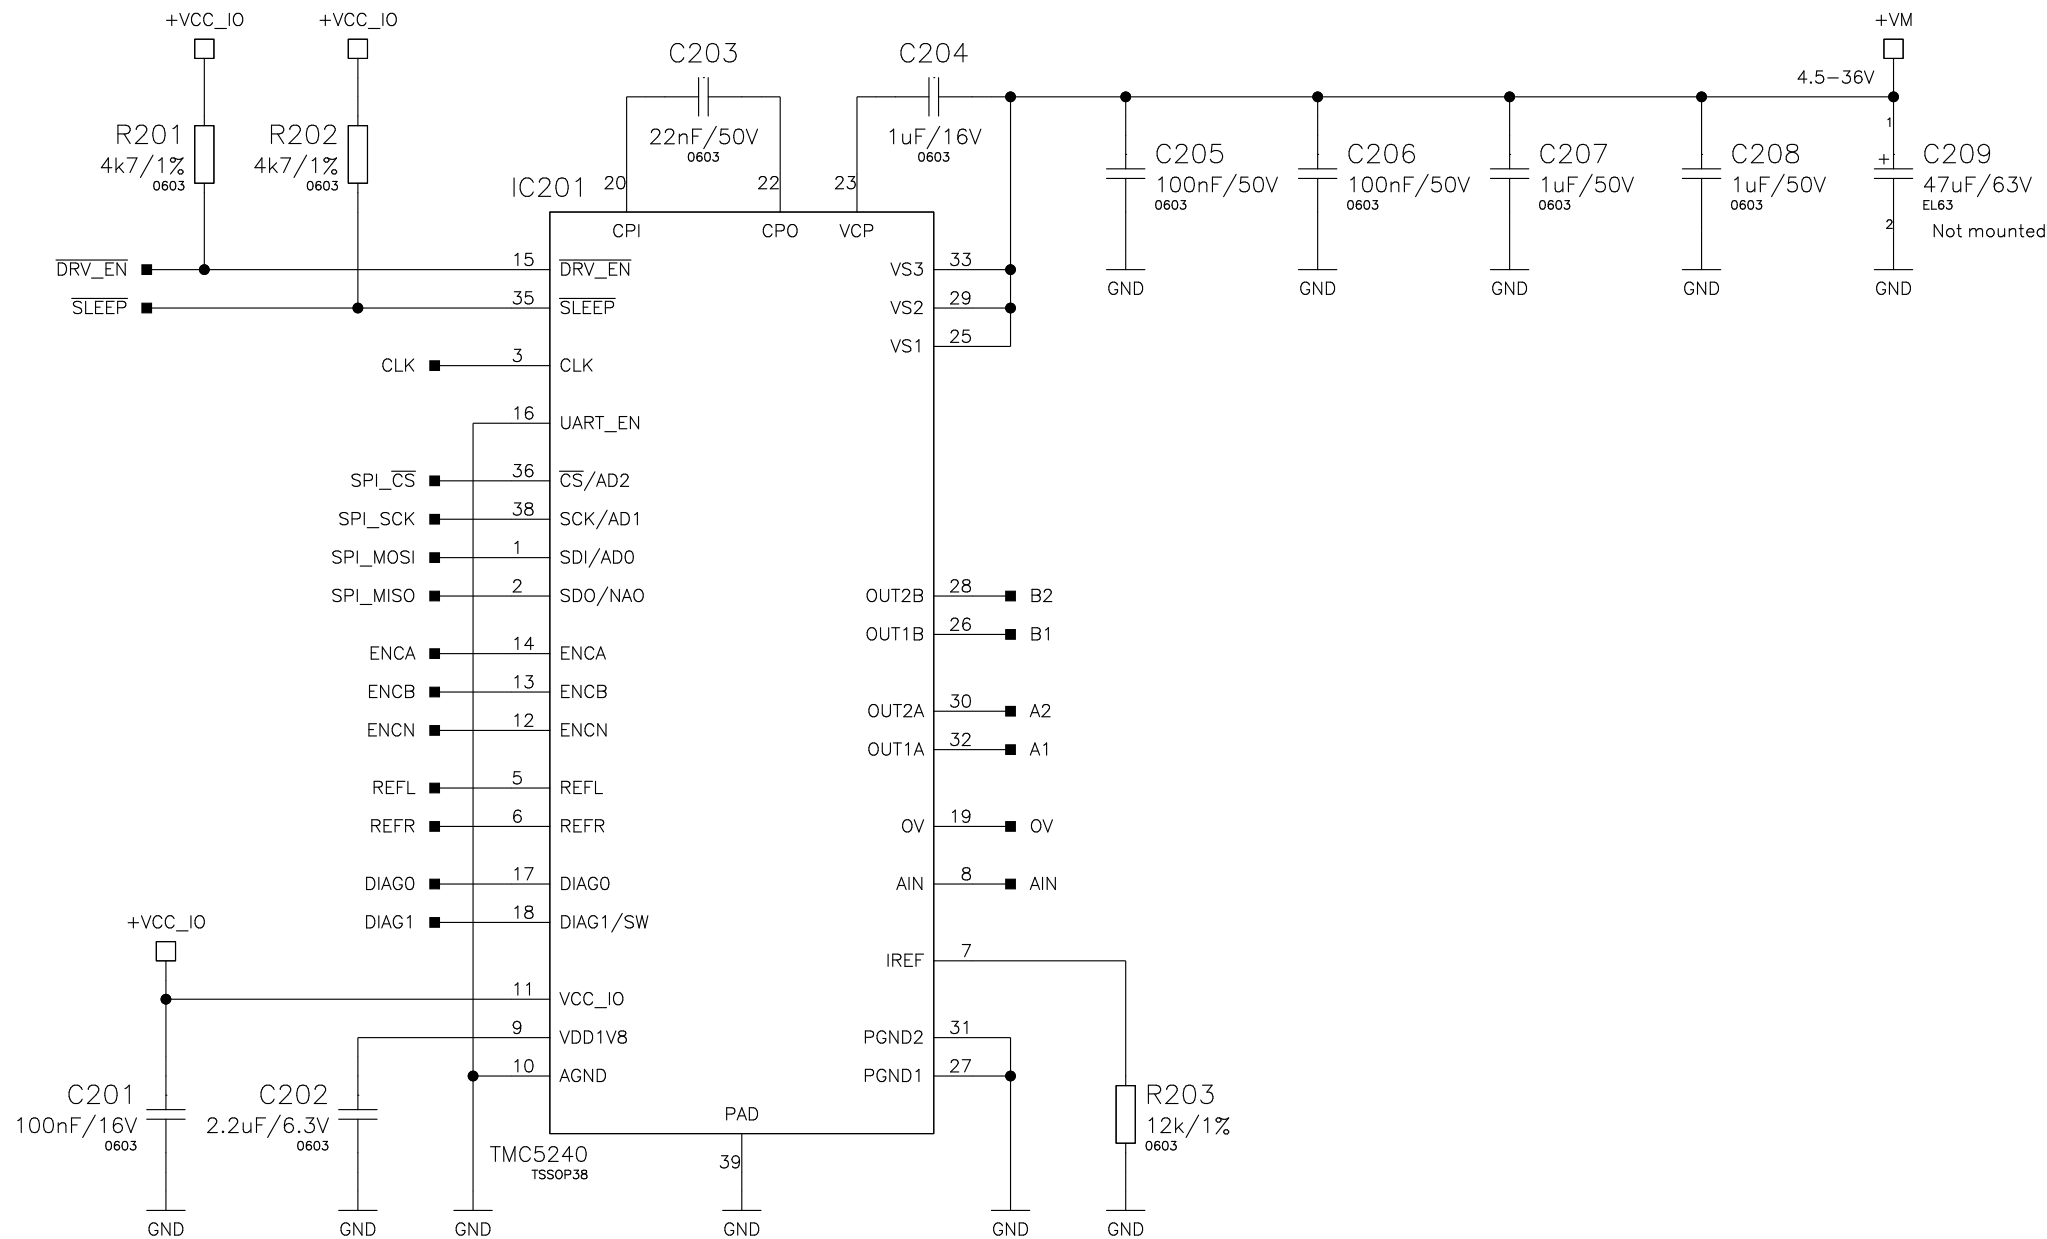 +VCC_IO
+VCC_IO
+VM
C203
C204
4.5-36V
R201
4k7/1%
0603
R202
4k7/1%
0603
22nF/50V
0603
1uF/16V
0603
1
C205
100nF/50V
0603
C206
100nF/50V
0603
C207
1uF/50V
0603
C208
1uF/50V
0603
+
C209
47uF/63V
EL63
2
Not mounted
IC201
20
22
23
CPI
CPO
VCP
DRV_EN
15
DRV_EN
VS3
33
SLEEP
35
SLEEP
VS2
29
VS1
25
GND
GND
GND
GND
GND
CLK
3
CLK
16
UART_EN
SPI_CS
36
CS/AD2
SPI_SCK
38
SCK/AD1
SPI_MOSI
1
SDI/AD0
SPI_MISO
2
SDO/NAO
OUT2B
28
B2
OUT1B
26
B1
ENCA
14
ENCA
ENCB
13
ENCB
OUT2A
30
A2
ENCN
12
ENCN
OUT1A
32
A1
REFL
5
REFL
REFR
6
REFR
OV
19
OV
DIAG0
17
DIAG0
AIN
8
AIN
DIAG1
18
DIAG1/SW
+VCC_IO
IREF
7
11
VCC_IO
9
VDD1V8
PGND2
31
10
AGND
PGND1
27
C201
100nF/16V
0603
C202
2.2uF/6.3V
0603
PAD
R203
12k/1%
0603
TMC5240
TSSOP38
39
GND
GND
GND
GND
GND
GND